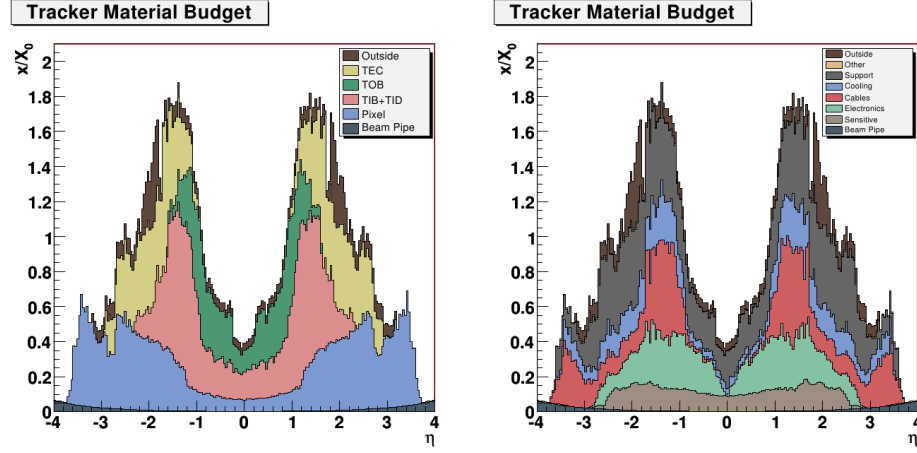 Tracker Material Budget
x/X0
2
1.8
1.6
1.4
1.2
1
0.8
0.6
0.4
0.2
0
-4 -3 -2 -1 0 1 2 3 4
η
Outside
TEC
TOB
TIB+TID
Pixel
Beam Pipe
Tracker Material Budget
x/X0
2
1.8
1.6
1.4
1.2
1
0.8
0.6
0.4
0.2
0
-4 -3 -2 -1 0 1 2 3 4
η
Outside
Other
Support
Cooling
Cables
Electronics
Sensitive
Beam Pipe